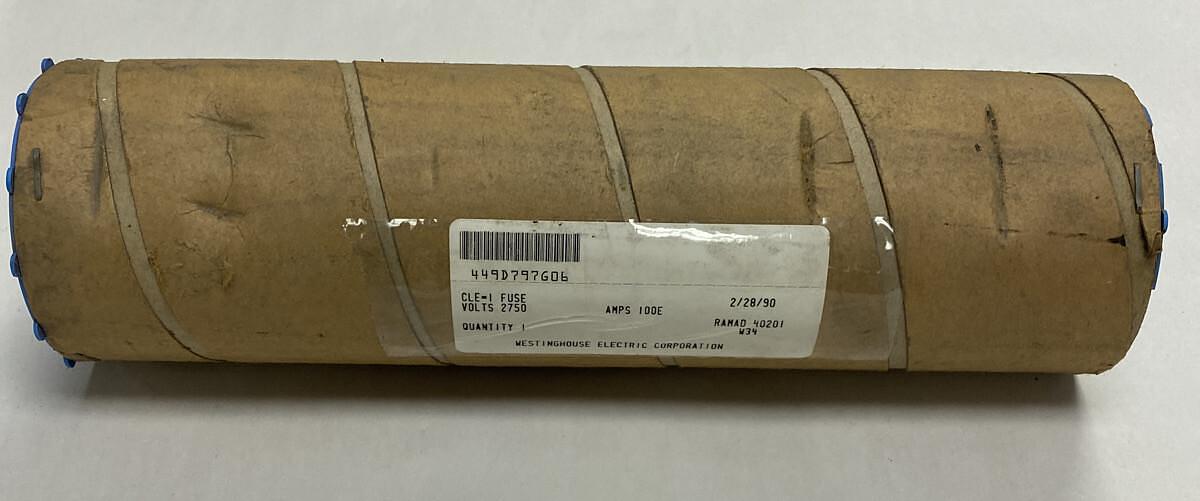 449D797G06
CLE-1 FUSE
VOLTS 2750 AMPS 100E 2/28/90
QUANTITY 1 RAMAD 40201
W34
WESTINGHOUSE ELECTRIC CORPORATION